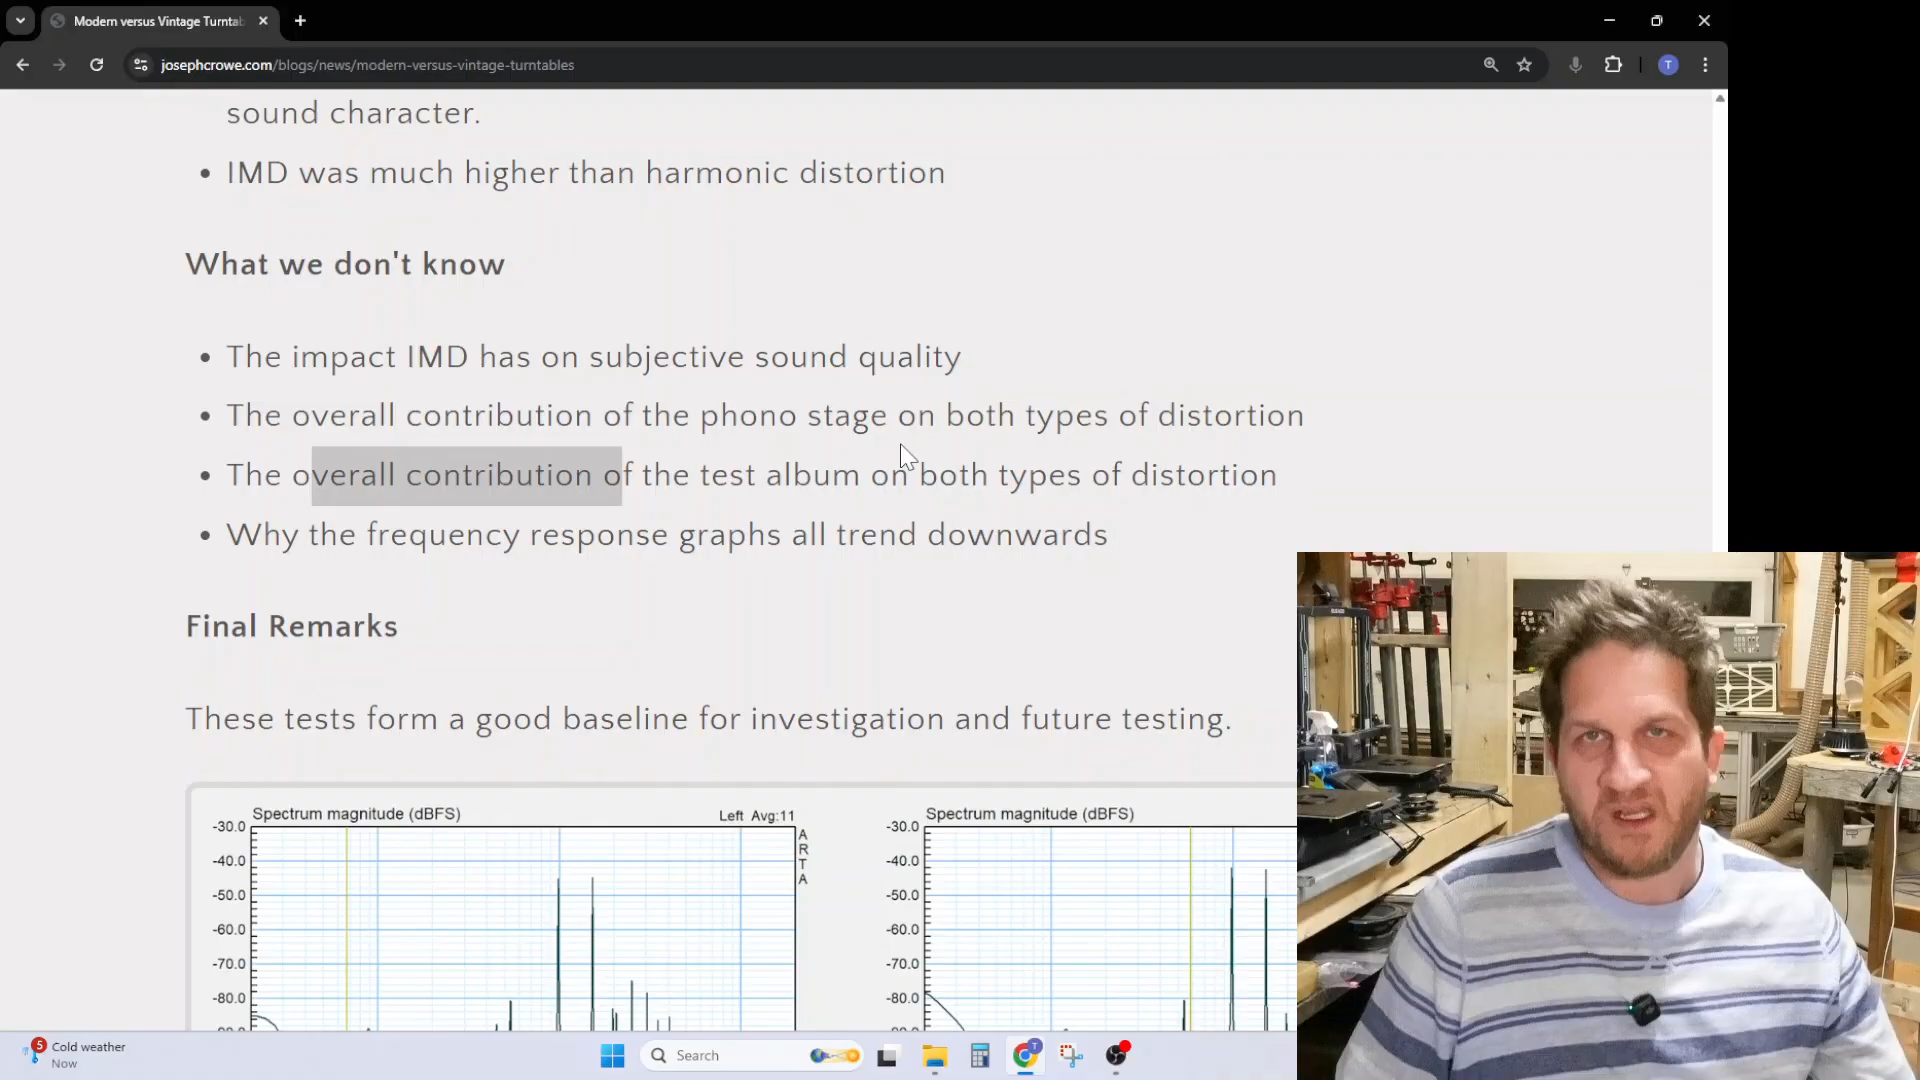 Modern versus Vintage Turntab
josephcrowe.com/blogs/news/modern-versus-vintage-turntables
T
sound character.
• IMD was much higher than harmonic distortion
What we don't know
• The impact IMD has on subjective sound quality
• The overall contribution of the phono stage on both types of distortion
• The overall contribution of the test album on both types of distortion
• Why the frequency response graphs all trend downwards
Final Remarks
These tests form a good baseline for investigation and future testing.
Spectrum magnitude (dBFS) Left Avg:11
-30.0
-40.0
-50.0
-60.0
-70.0
-80.0
A
R
T
A
Spectrum magnitude (dBFS)
-30.0
-40.0
-50.0
-60.0
-70.0
-80.0
5
Cold weather
Now
Search
T